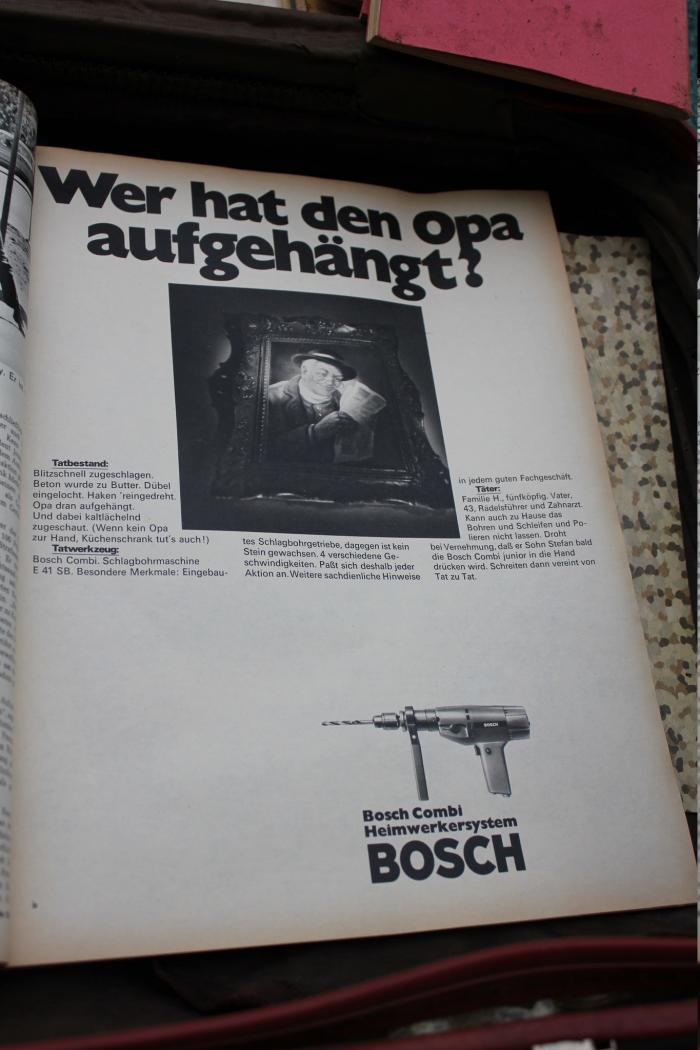 Wer hat den Opa
aufgehängt?
Tatbestand:
Blitzschnell zugeschlagen.
Beton wurde zu Butter. Dübel
eingelocht. Haken 'reingedreht.
Opa dran aufgehängt.
Und dabei kaltlächelnd
zugeschaut. (Wenn kein Opa
zur Hand, Küchenschrank tut's auch!)
Tatwerkzeug:
Bosch Combi. Schlagbohrmaschine
E 41 SB. Besondere Merkmale: Eingebau-
tes Schlagbohrgetriebe, dagegen ist kein
Stein gewachsen. 4 verschiedene Ge-
schwindigkeiten. Paßt sich deshalb jeder
Aktion an. Weitere sachdienliche Hinweise
in jedem guten Fachgeschäft.
Täter:
Familie H., fünfköpfig. Vater,
43, Rädelsführer und Zahnarzt.
Kann auch zu Hause das
Bohren und Schleifen und Po-
lieren nicht lassen. Droht
bei Vernehmung, daß er Sohn Stefan bald
die Bosch Combi junior in die Hand
drücken wird. Schreiten dann vereint von
Tat zu Tat.
BOSCH
Bosch Combi
Heimwerkersystem
BOSCH